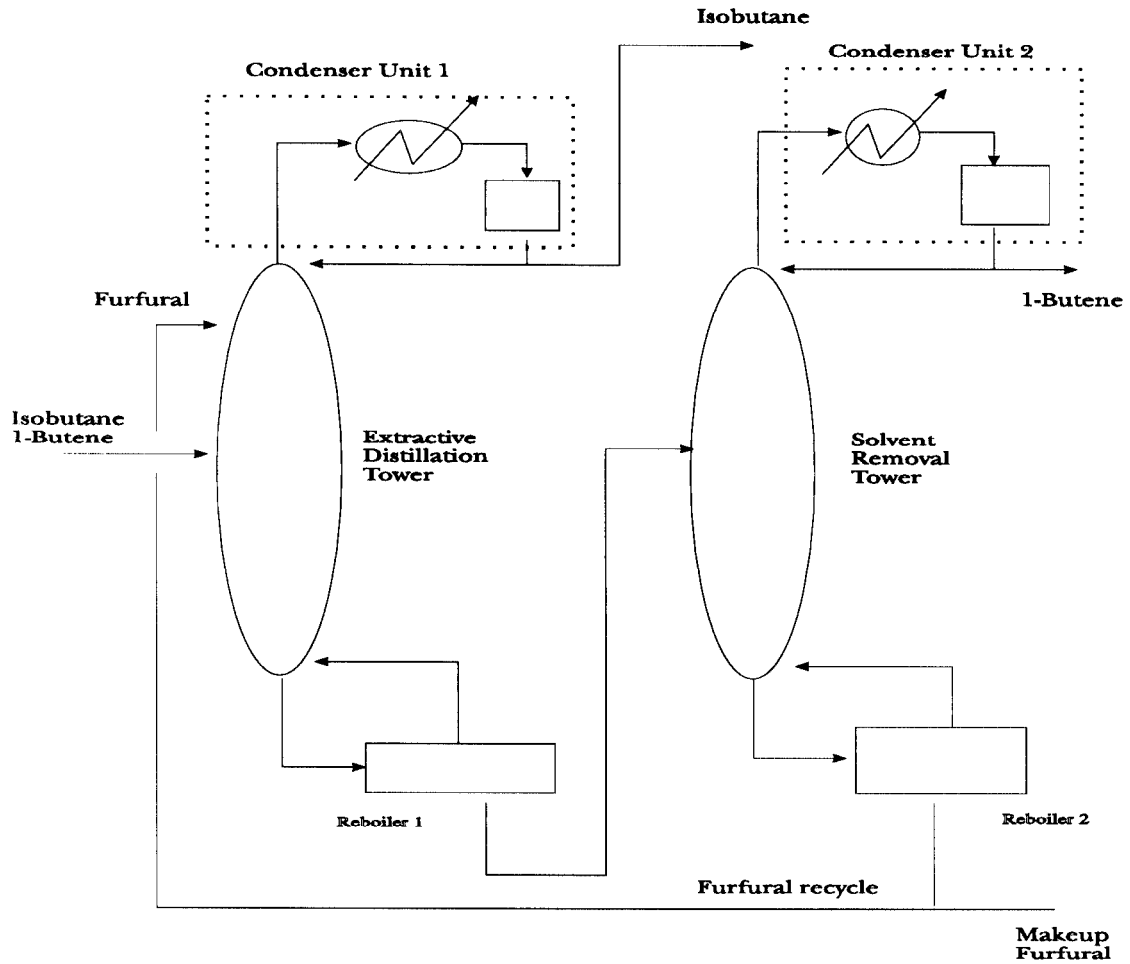 Isobutane
Condenser Unit 1
Condenser Unit 2
Furfural
1-Butene
Isobutane
1-Butene
Extractive
Distillation
Tower
Solvent
Removal
Tower
Reboiler 1
Reboiler 2
Furfural recycle
Makeup
Furfural